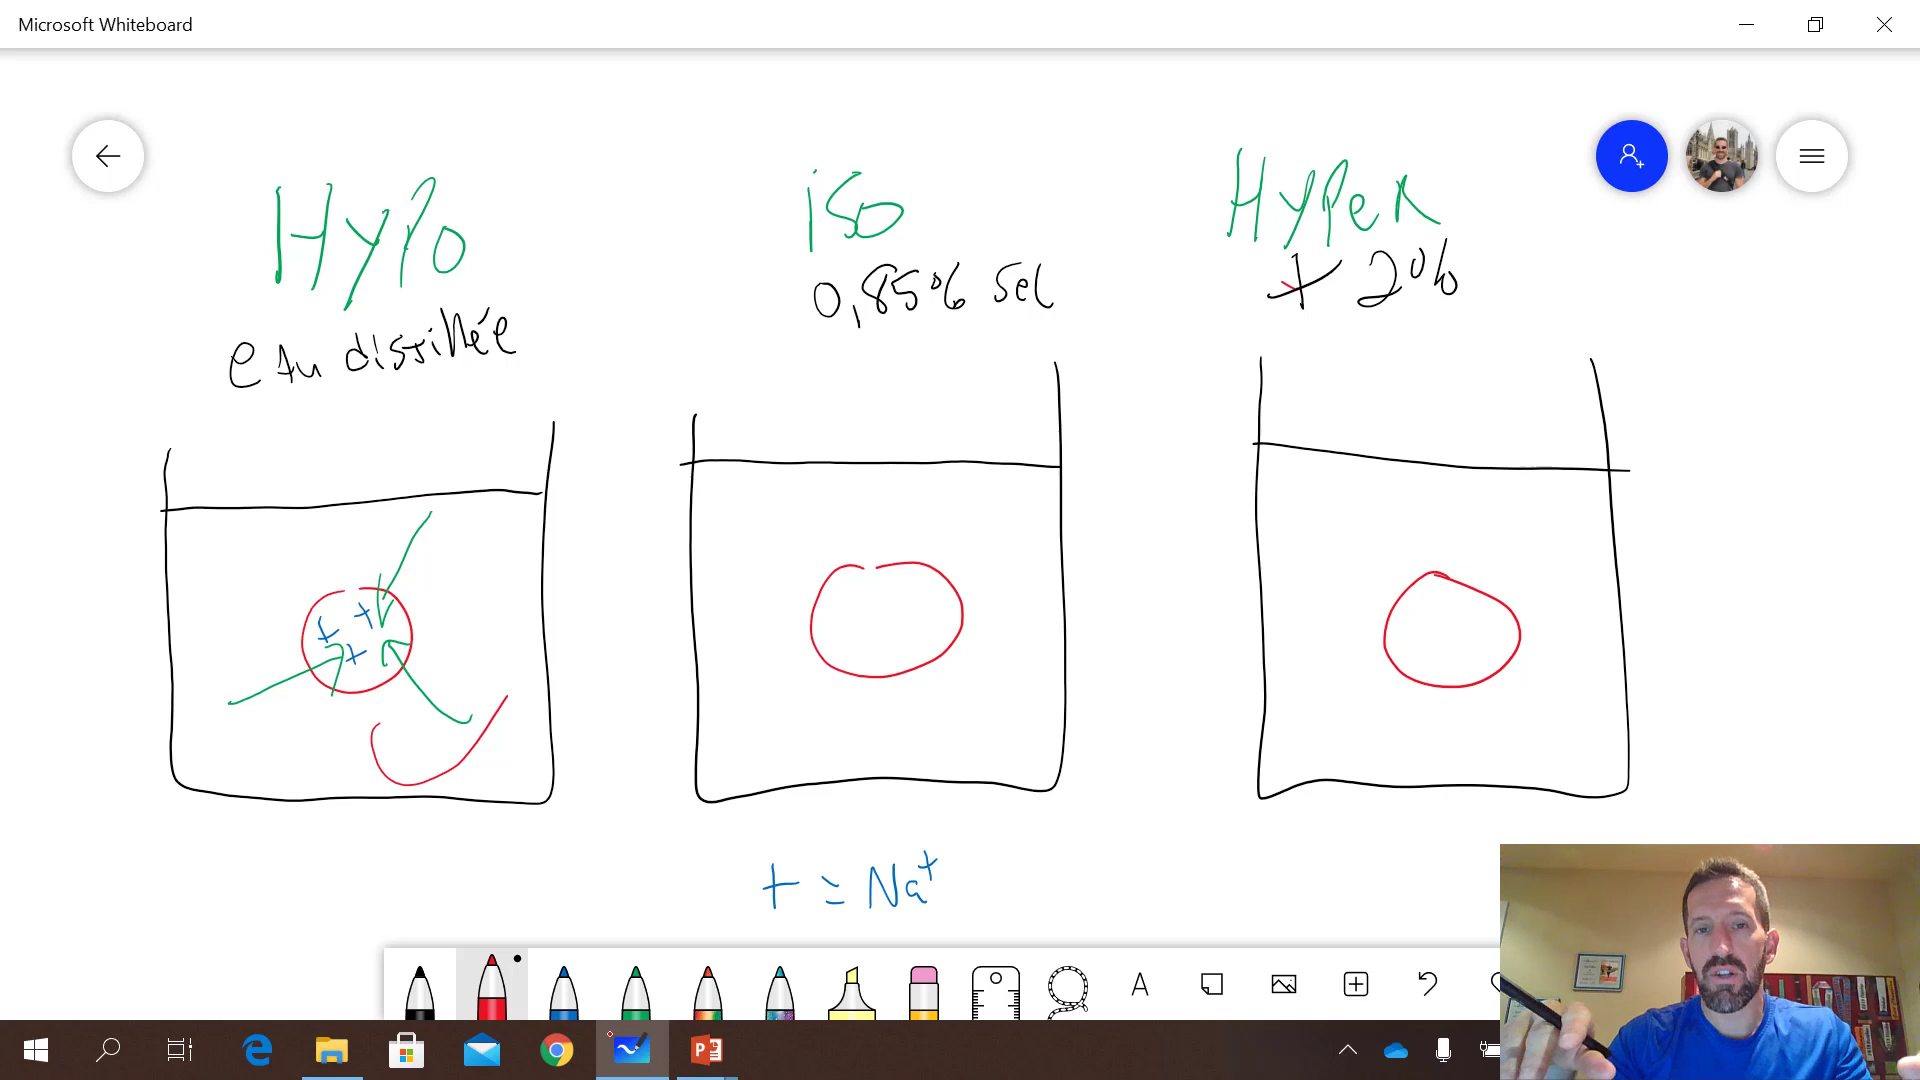 Microsoft Whiteboard
Hypo
eau distillée
iso
0,85% sel
Hyper
+ 2%
+ +
+
+ = Na+
A